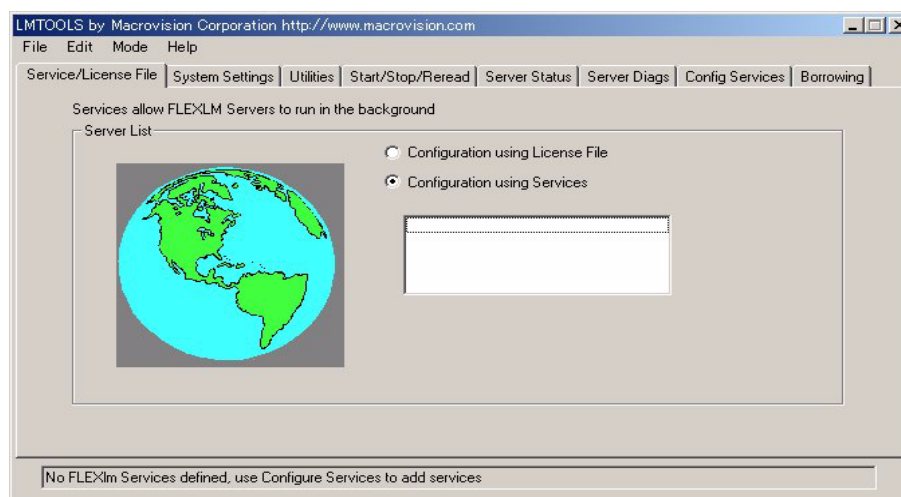 LMTOOLS by Macrovision Corporation http://www.macrovision.com
File Edit Mode Help
Service/License File System Settings Utilities Start/Stop/Reread Server Status Server Diags Config Services Borrowing
Services allow FLEXLM Servers to run in the background
Server List
Configuration using License File
Configuration using Services
No FLEXlm Services defined, use Configure Services to add services